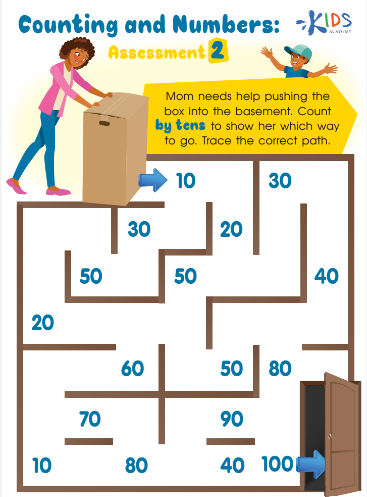 Counting and Numbers:
KIDS
ACADEMY
Assessment 2
Mom needs help pushing the
box into the basement. Count
by tens to show her which way
to go. Trace the correct path.
10 30
30 20
50 50 40
20
60 50 80
70 90
10 80 40 100